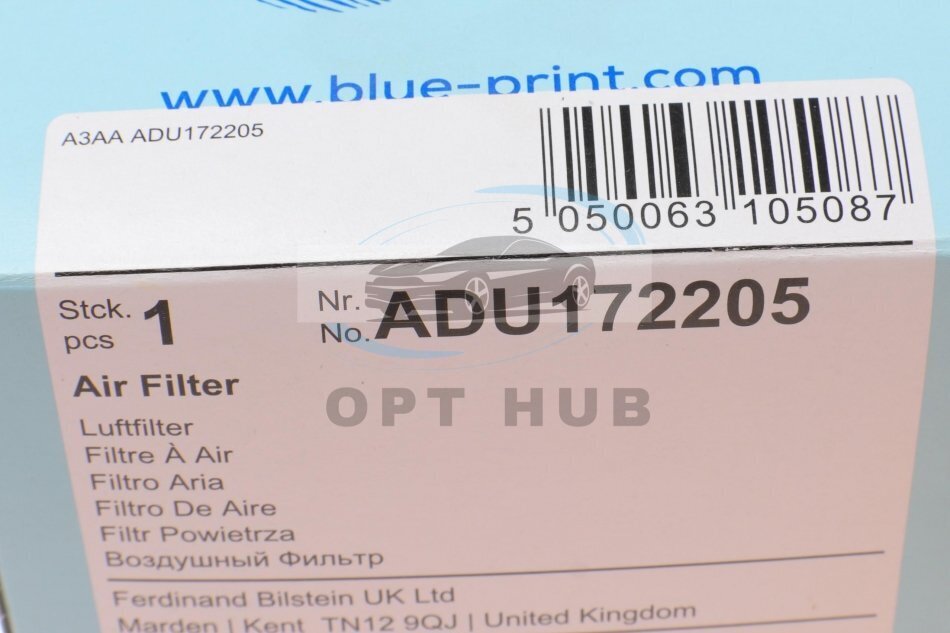 www.blue-print.com
A3AA ADU172205
5 050063 105087
Stck. 1
pcs
Nr. ADU172205
No.
Air Filter
OPT HUB
Luftfilter
Filtre À Air
Filtro Aria
Filtro De Aire
Filtr Powietrza
Воздушный Фильтр
Ferdinand Bilstein UK Ltd
Marden | Kent TN12 9QJ | United Kingdom